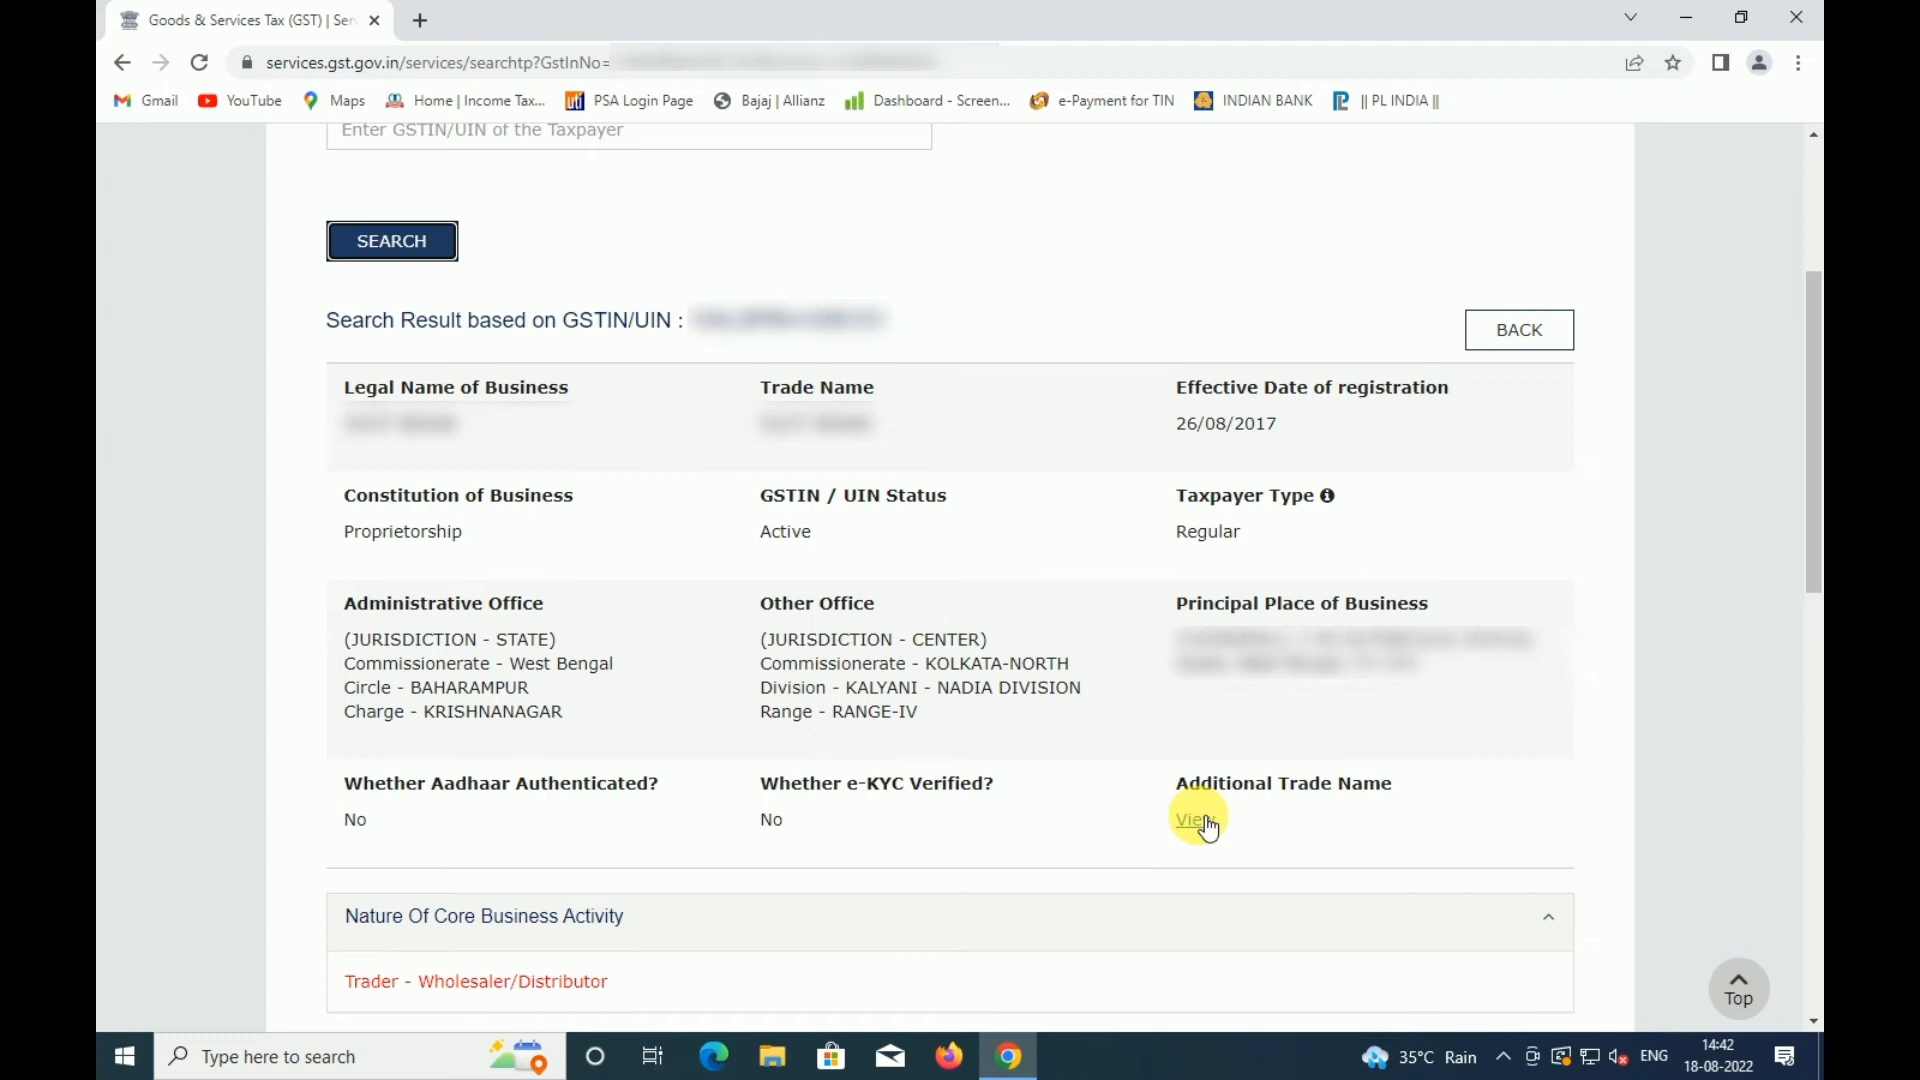 Goods & Services Tax (GST) | Ser
services.gst.gov.in/services/searchtp?GstInNo=
Gmail YouTube Maps Home | Income Tax... PSA Login Page Bajaj | Allianz Dashboard - Screen... e-Payment for TIN INDIAN BANK || PL INDIA ||
Enter GSTIN/UIN of the Taxpayer
SEARCH
Search Result based on GSTIN/UIN :
BACK
Legal Name of Business Trade Name Effective Date of registration
26/08/2017
Constitution of Business GSTIN / UIN Status Taxpayer Type
Proprietorship Active Regular
Administrative Office Other Office Principal Place of Business
(JURISDICTION - STATE) (JURISDICTION - CENTER)
Commissionerate - West Bengal Commissionerate - KOLKATA-NORTH
Circle - BAHARAMPUR Division - KALYANI - NADIA DIVISION
Charge - KRISHNANAGAR Range - RANGE-IV
Whether Aadhaar Authenticated? Whether e-KYC Verified? Additional Trade Name
No No View
Nature Of Core Business Activity
Trader - Wholesaler/Distributor
Top
Type here to search 35°C Rain ENG 14:42
18-08-2022